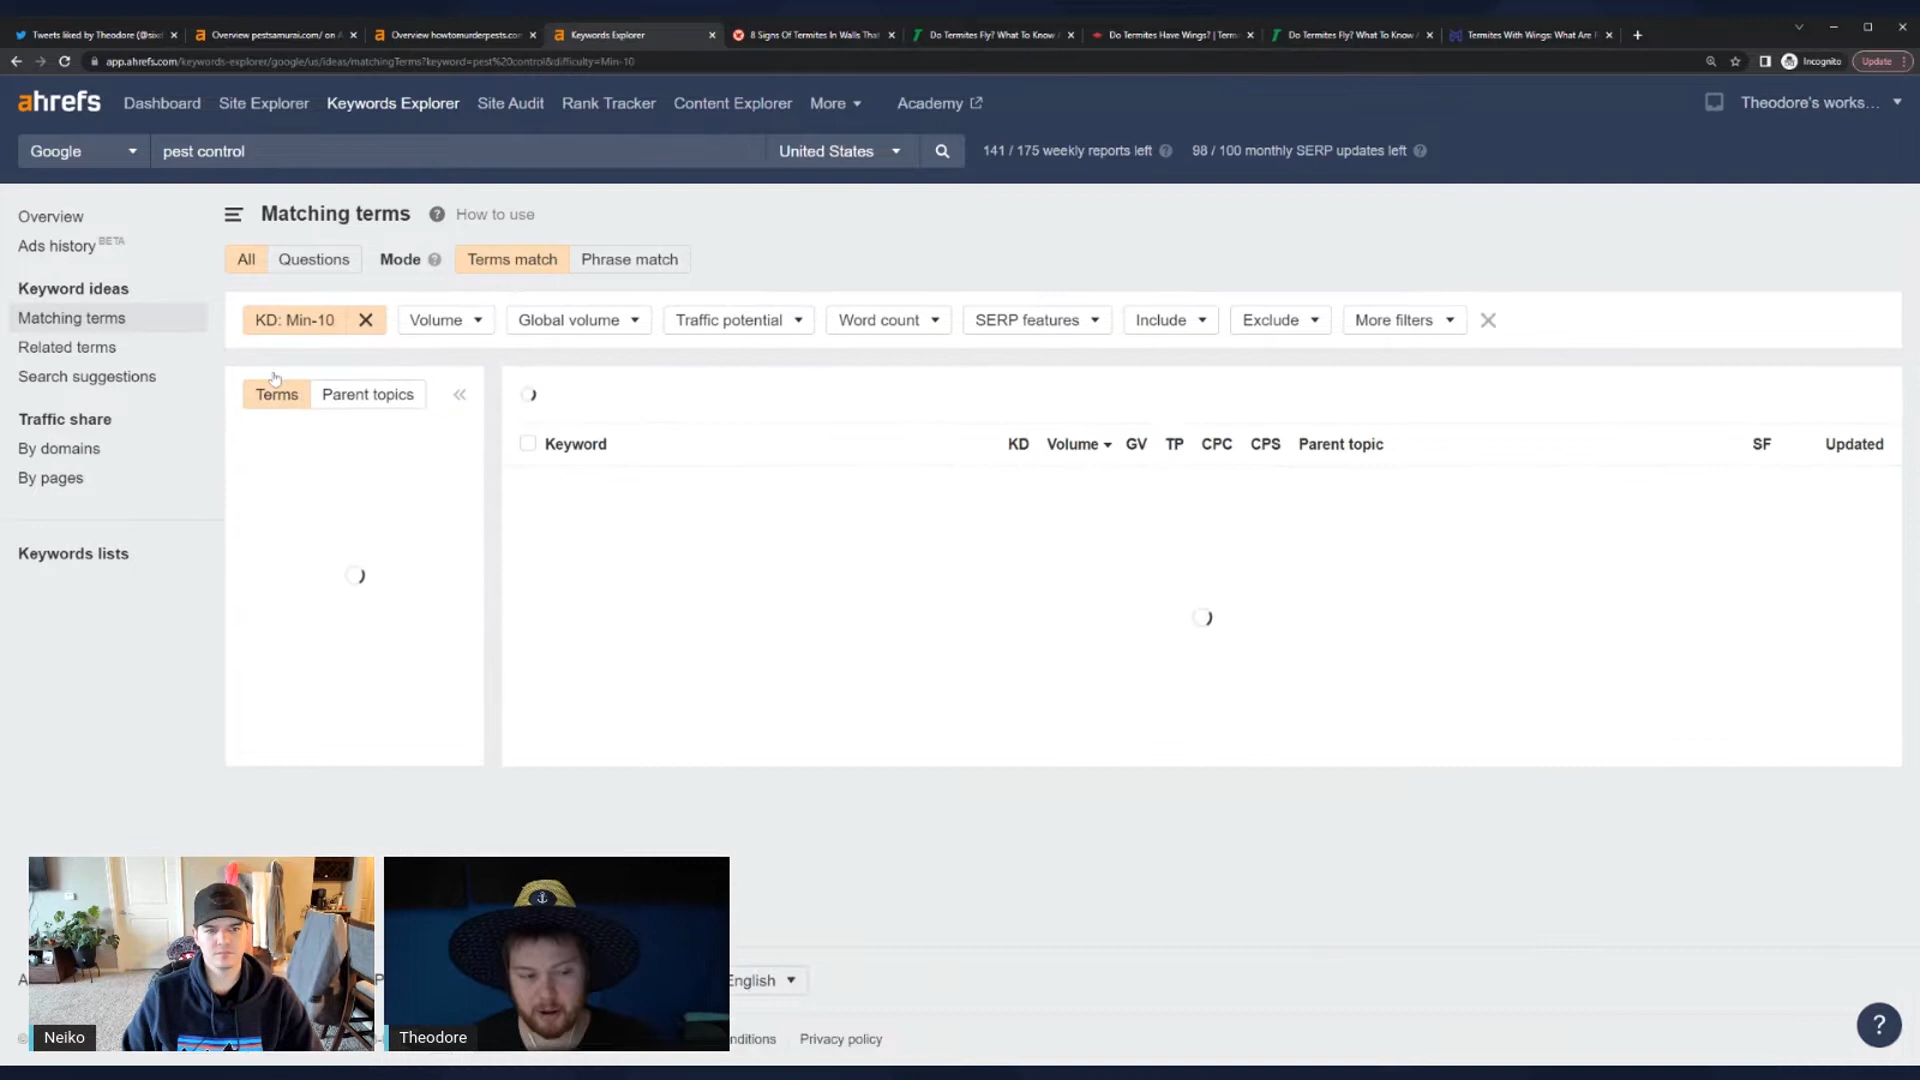 Tweets liked by Theodore (@sixt
Overview pestsamurai.com/ on A
Overview howtomurderpests.com
Keywords Explorer
8 Signs Of Termites In Walls Tha
Do Termites Fly? What To Know A
Do Termites Have Wings? | Term
Do Termites Fly? What To Know A
Termites With Wings: What Are
app.ahrefs.com/keywords-explorer/google/us/ideas/matchingTerms?keyword=pest%20control&difficulty=Min-10
Incognito
Update
ahrefs
Dashboard
Site Explorer
Keywords Explorer
Site Audit
Rank Tracker
Content Explorer
More
Academy
Theodore's works...
Google
pest control
United States
141 / 175 weekly reports left
98 / 100 monthly SERP updates left
Overview
Ads history BETA
Keyword ideas
Matching terms
Related terms
Search suggestions
Traffic share
By domains
By pages
Keywords lists
Matching terms
How to use
All
Questions
Mode
Terms match
Phrase match
KD: Min-10
Volume
Global volume
Traffic potential
Word count
SERP features
Include
Exclude
More filters
Terms
Parent topics
Keyword
KD
Volume
GV
TP
CPC
CPS
Parent topic
SF
Updated
English
nditions
Privacy policy
Neiko
Theodore
?